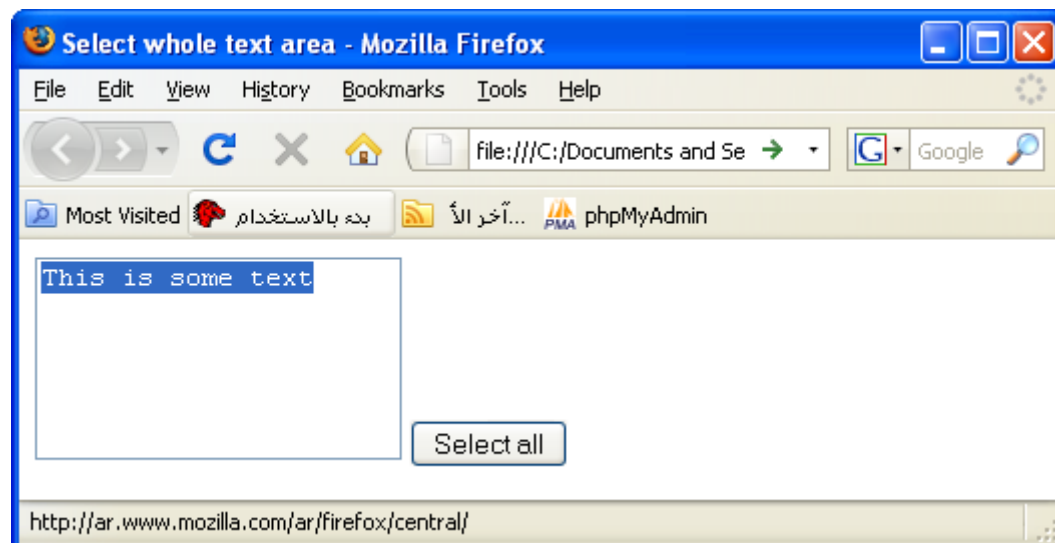 Select whole text area - Mozilla Firefox
File Edit View History Bookmarks Tools Help
file:///C:/Documents and Se G Google
Most Visited بدء بالاستخدام آخر الأ... PMA phpMyAdmin
This is some text
Select all
http://ar.www.mozilla.com/ar/firefox/central/